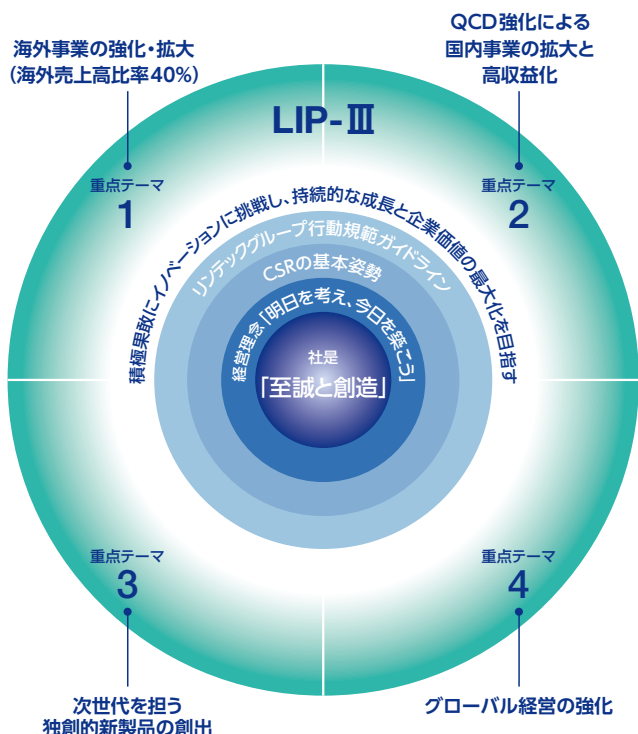 海外事業の強化・拡大
（海外売上高比率40%）
QCD強化による
国内事業の拡大と
高収益化
LIP-Ⅲ
重点テーマ
1
重点テーマ
2
積極果敢にイノベーションに挑戦し、持続的な成長と企業価値の最大化を目指す
リンテックグループ行動規範ガイドライン
CSRの基本姿勢
経営理念「明日を考え、今日を築こう」
社是
「至誠と創造」
重点テーマ
3
重点テーマ
4
次世代を担う
独創的新製品の創出
グローバル経営の強化